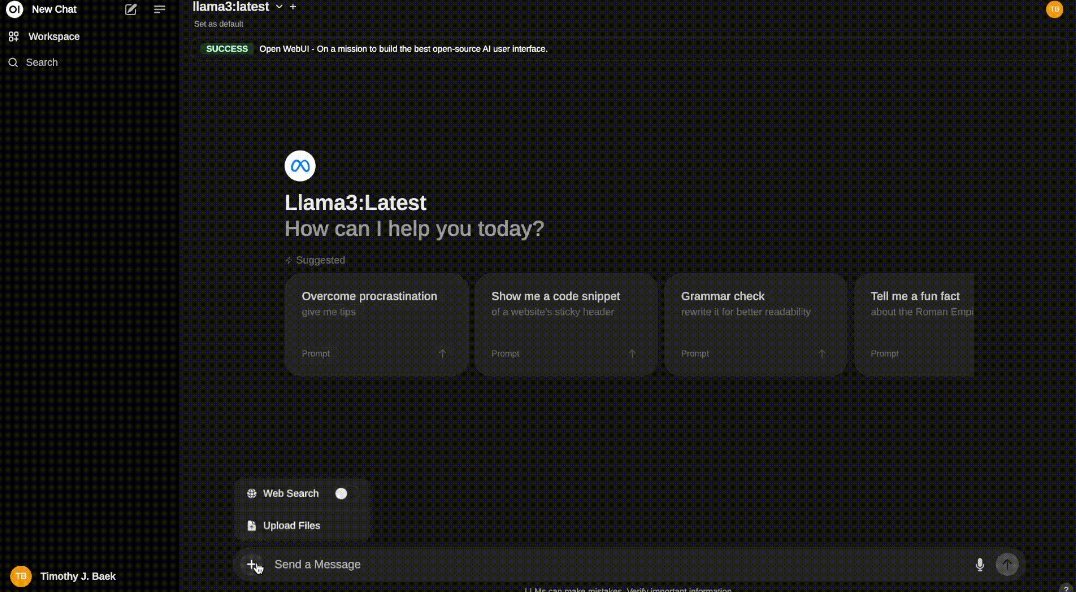 OI New Chat
Workspace
Search
llama3:latest
Set as default
TB
SUCCESS Open WebUI - On a mission to build the best open-source AI user interface.
Llama3:Latest
How can I help you today?
Suggested
Overcome procrastination
give me tips
Prompt
Show me a code snippet
of a website's sticky header
Prompt
Grammar check
rewrite it for better readability
Prompt
Tell me a fun fact
about the Roman Empi
Prompt
Web Search
Upload Files
Send a Message
TB Timothy J. Baek
LLMs can make mistakes. Verify important information.
?